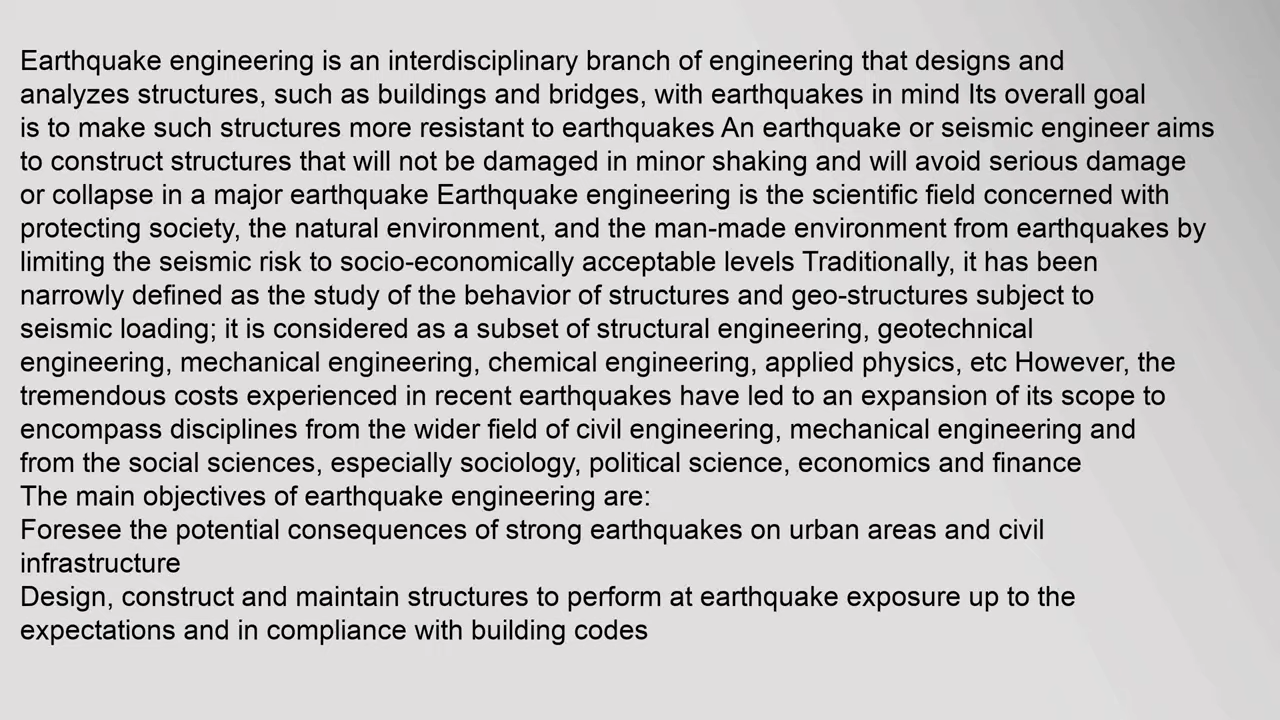 Earthquake engineering is an interdisciplinary branch of engineering that designs and
analyzes structures, such as buildings and bridges, with earthquakes in mind Its overall goal
is to make such structures more resistant to earthquakes An earthquake or seismic engineer aims
to construct structures that will not be damaged in minor shaking and will avoid serious damage
or collapse in a major earthquake Earthquake engineering is the scientific field concerned with
protecting society, the natural environment, and the man-made environment from earthquakes by
limiting the seismic risk to socio-economically acceptable levels Traditionally, it has been
narrowly defined as the study of the behavior of structures and geo-structures subject to
seismic loading; it is considered as a subset of structural engineering, geotechnical
engineering, mechanical engineering, chemical engineering, applied physics, etc However, the
tremendous costs experienced in recent earthquakes have led to an expansion of its scope to
encompass disciplines from the wider field of civil engineering, mechanical engineering and
from the social sciences, especially sociology, political science, economics and finance
The main objectives of earthquake engineering are:
Foresee the potential consequences of strong earthquakes on urban areas and civil
infrastructure
Design, construct and maintain structures to perform at earthquake exposure up to the
expectations and in compliance with building codes